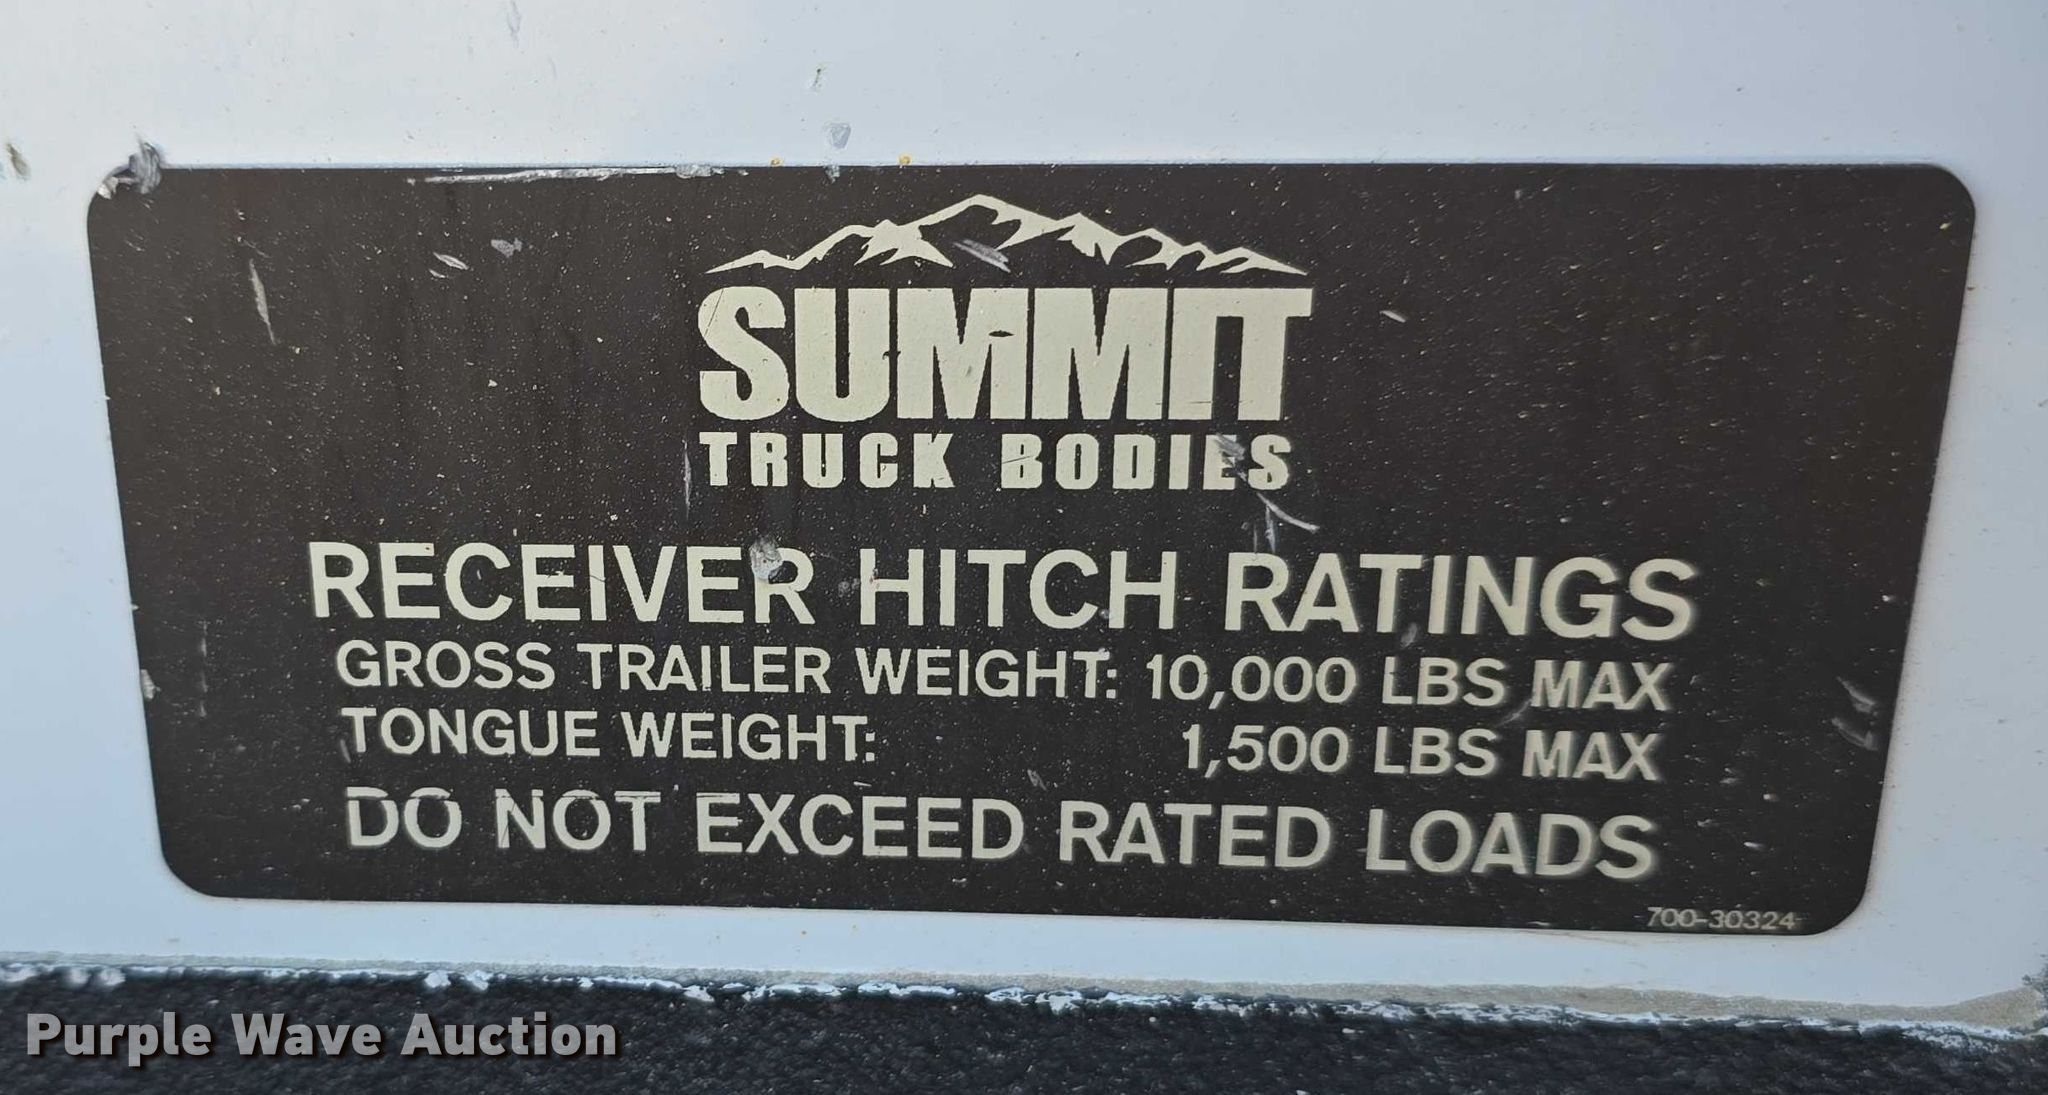 SUMMIT
TRUCK BODIES
RECEIVER HITCH RATINGS
GROSS TRAILER WEIGHT: 10,000 LBS MAX
TONGUE WEIGHT: 1,500 LBS MAX
DO NOT EXCEED RATED LOADS
700-30324
Purple Wave Auction